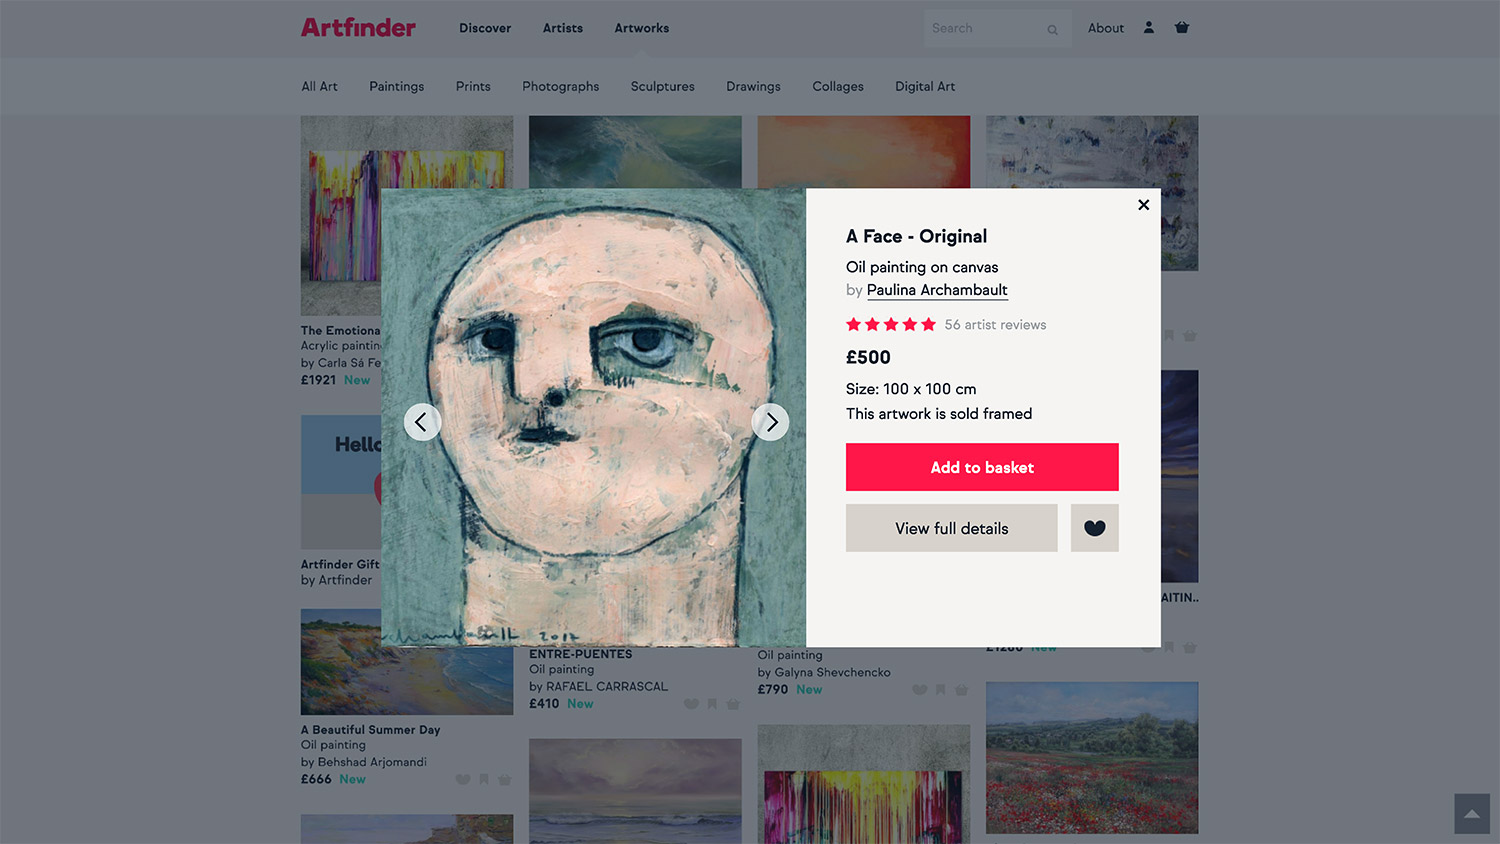 Artfinder
Discover
Artists
Artworks
Search
About
All Art
Paintings
Prints
Photographs
Sculptures
Drawings
Collages
Digital Art
A Face - Original
Oil painting on canvas
by Paulina Archambault
56 artist reviews
£500
Size: 100 x 100 cm
This artwork is sold framed
Add to basket
View full details
The Emotiona
Acrylic paintin
by Carla Sá Fe
£1921 New
Hello
Artfinder Gift
by Artfinder
A Beautiful Summer Day
Oil painting
by Behshad Arjomandi
£666 New
2017
ENTRE-PUENTES
Oil painting
by RAFAEL CARRASCAL
£410 New
Oil painting
by Galyna Shevchencko
£790 New
AITIN..
£1280 New